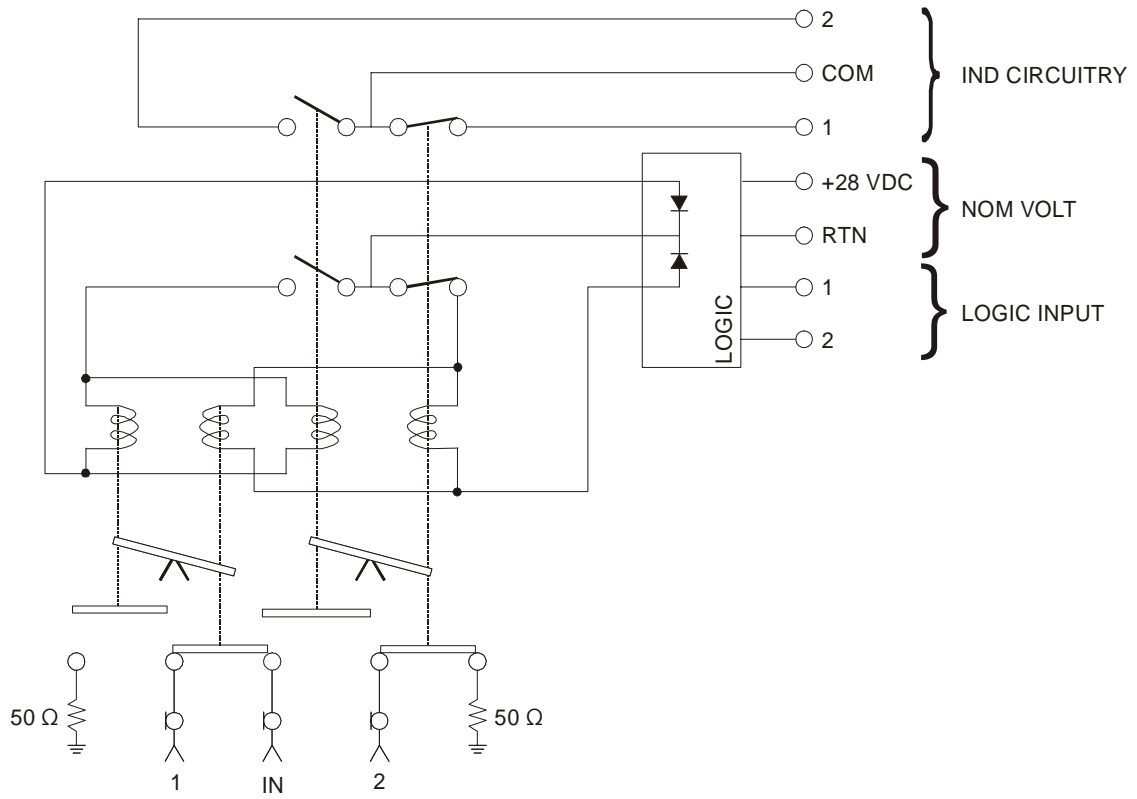 2
COM
IND CIRCUITRY
1
+28 VDC
NOM VOLT
RTN
1
LOGIC INPUT
2
LOGIC
50 Ω
50 Ω
1
IN
2